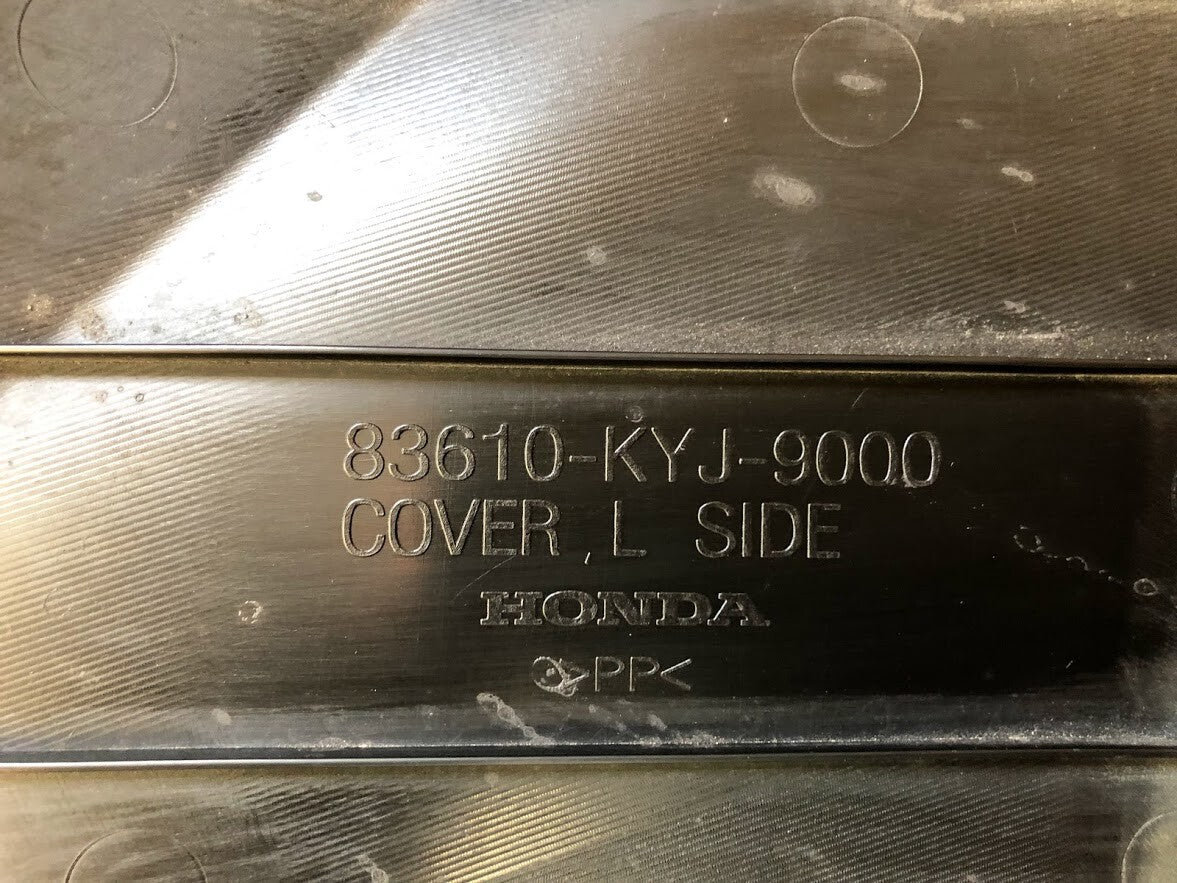 83610-KYJ-9000
COVER, L SIDE
HONDA
>PP<